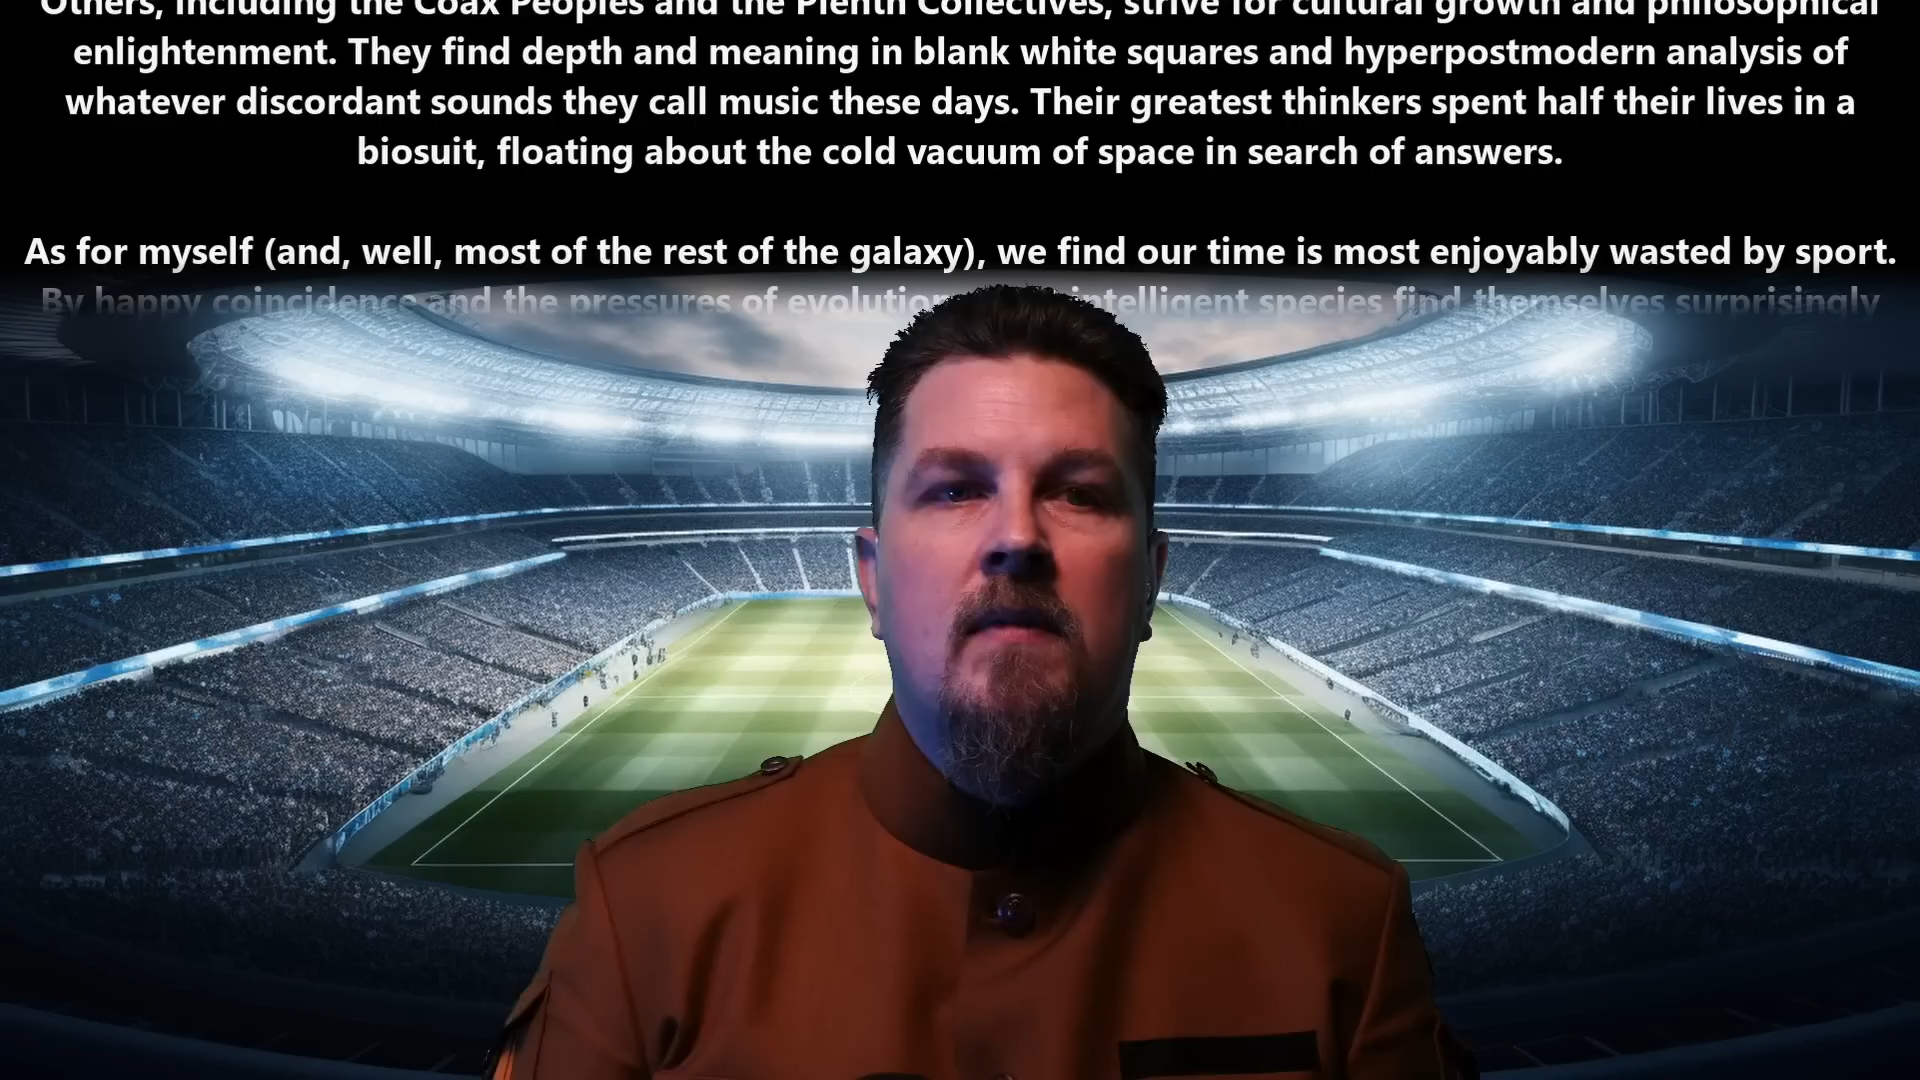 Others, including the Coax Peoples and the Plenth Collectives, strive for cultural growth and philosophical
enlightenment. They find depth and meaning in blank white squares and hyperpostmodern analysis of
whatever discordant sounds they call music these days. Their greatest thinkers spent half their lives in a
biosuit, floating about the cold vacuum of space in search of answers.
As for myself (and, well, most of the rest of the galaxy), we find our time is most enjoyably wasted by sport.
By happy coincidence and the pressures of evolution intelligent species find themselves surprisingly